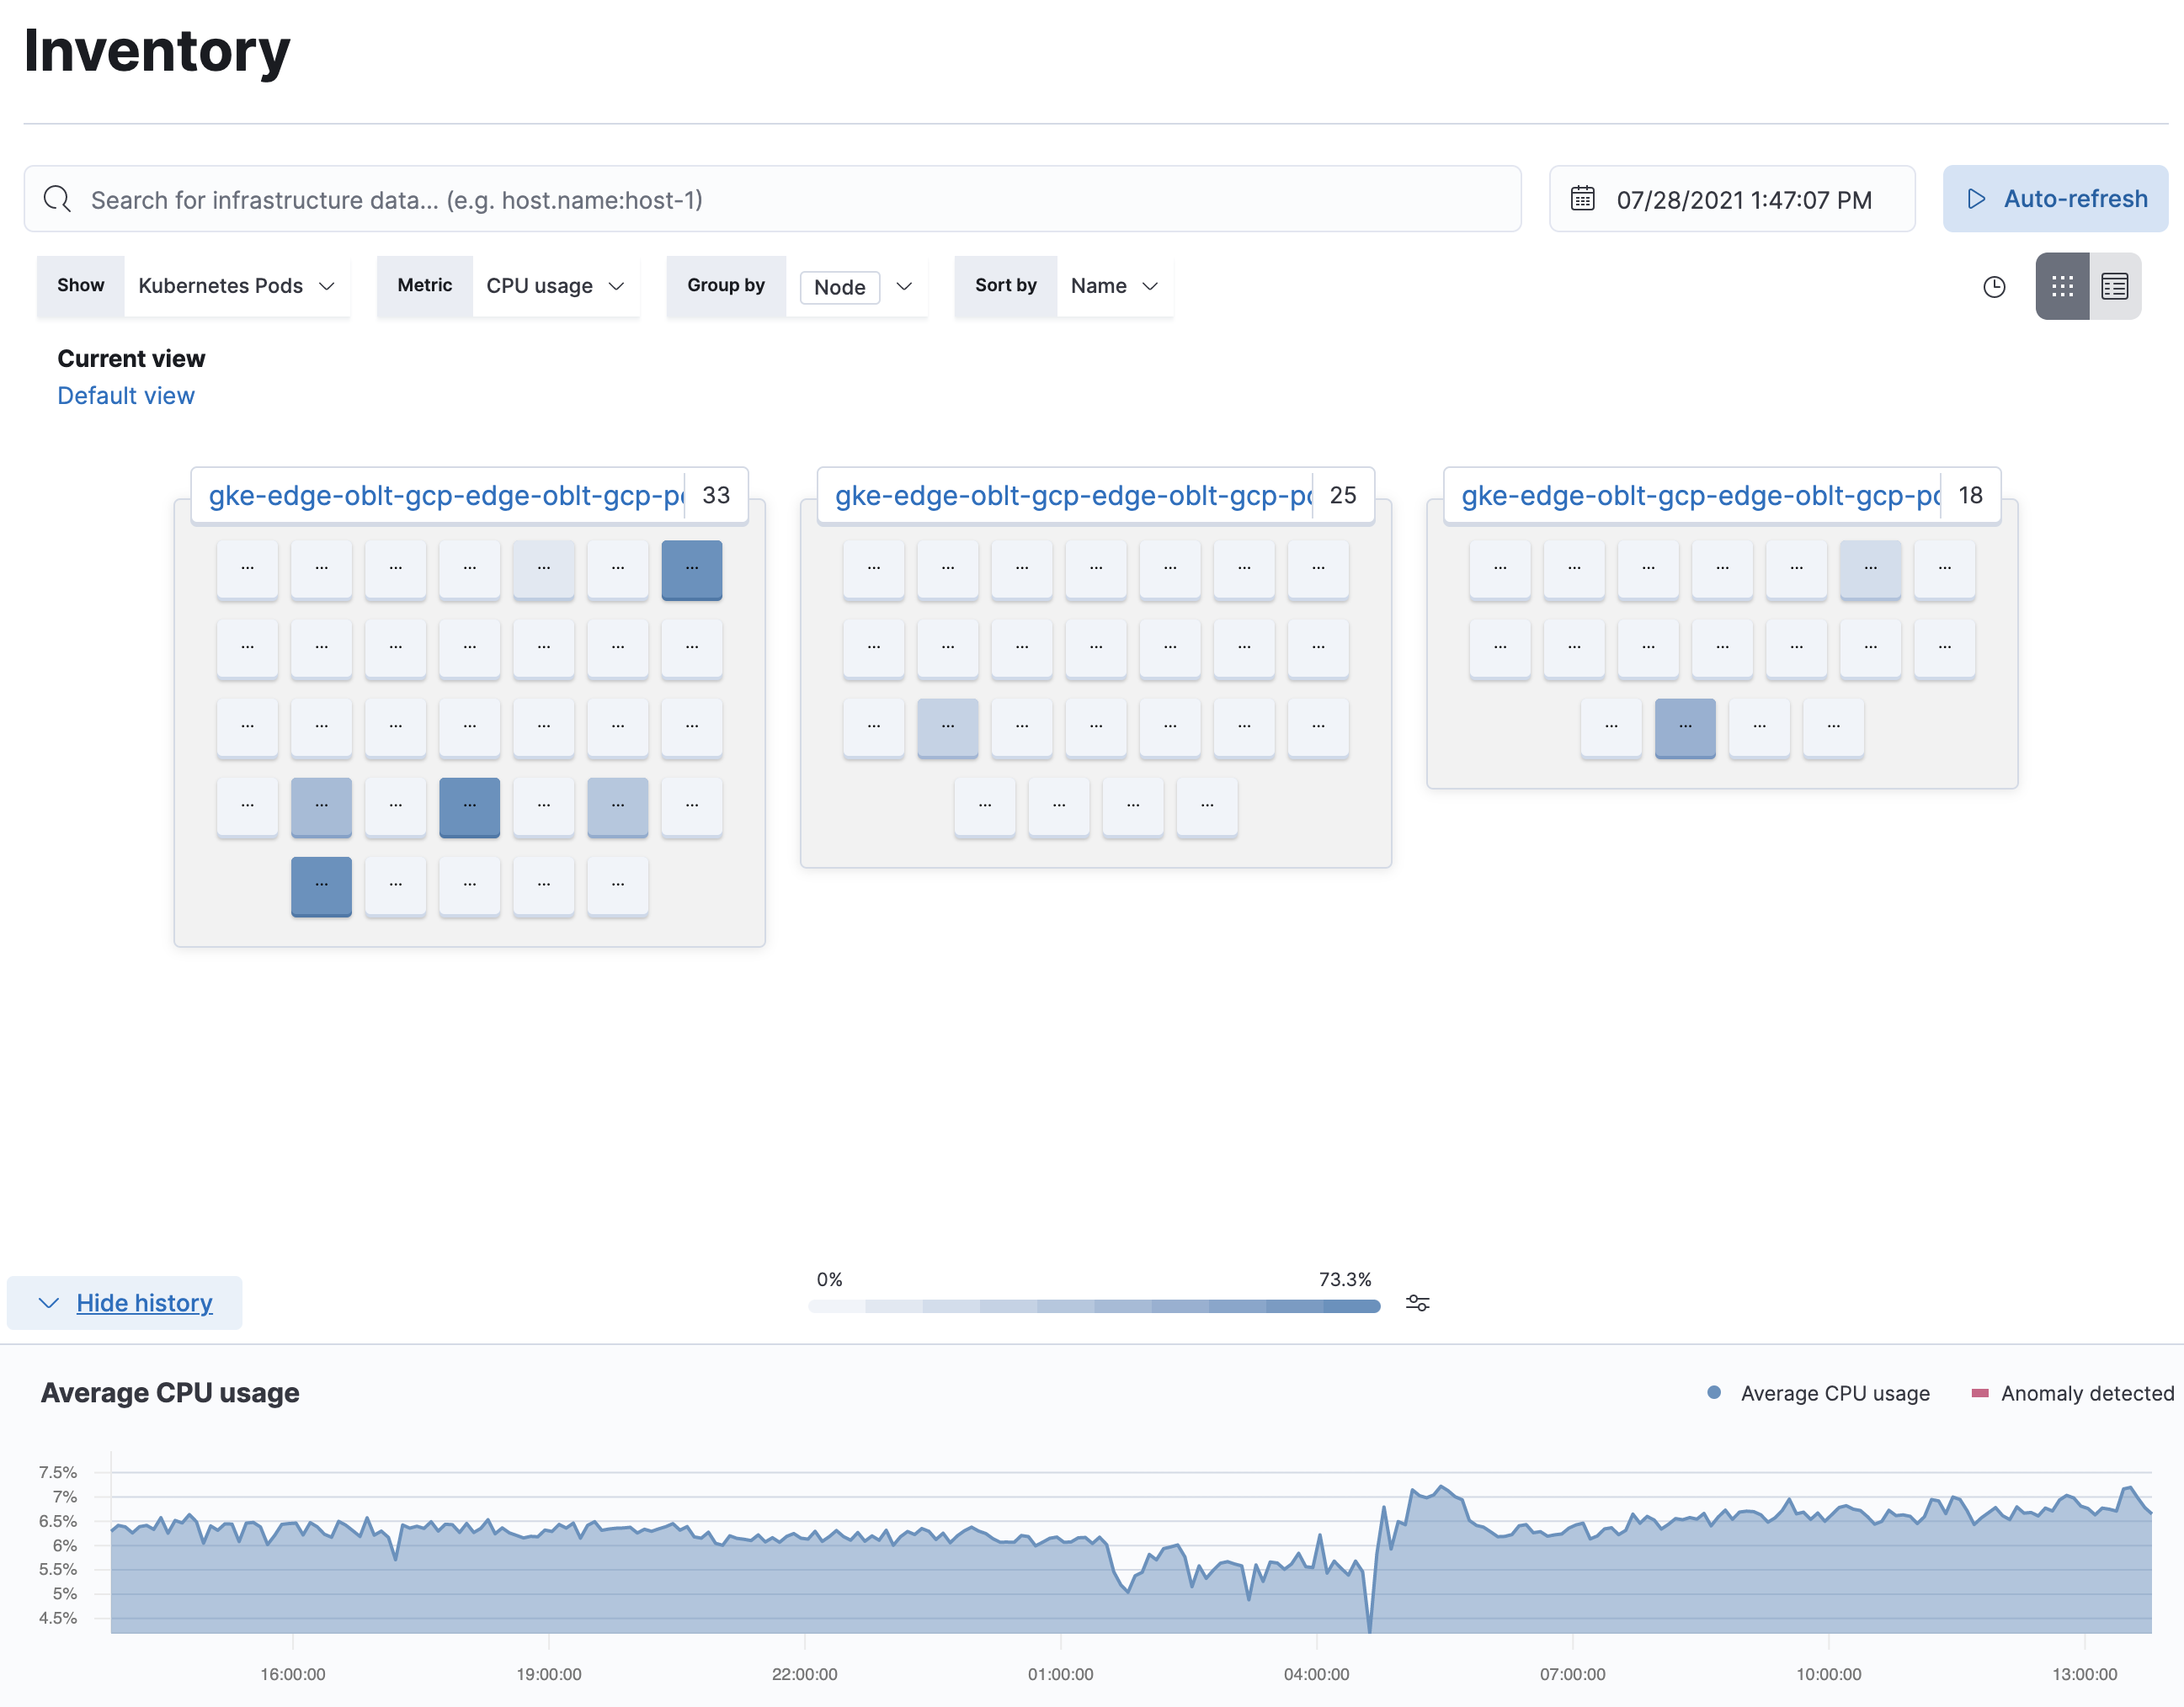 Inventory
Search for infrastructure data... (e.g. host.name:host-1)
07/28/2021 1:47:07 PM
Auto-refresh
Show Kubernetes Pods
Metric CPU usage
Group by Node
Sort by Name
Current view
Default view
gke-edge-oblt-gcp-edge-oblt-gcp-p 33
gke-edge-oblt-gcp-edge-oblt-gcp-p 25
gke-edge-oblt-gcp-edge-oblt-gcp-p 18
... ... ... ... ... ... ... ... ... ... ... ... ... ... ... ... ... ... ... ... ...
... ... ... ... ... ... ... ... ... ... ... ... ... ... ... ... ... ... ... ... ...
... ... ... ... ... ... ... ... ... ... ... ... ... ... ... ... ... ...
... ... ... ... ... ... ... ... ... ... ...
... ... ... ... ...
0% 73.3%
Hide history
Average CPU usage
Average CPU usage
Anomaly detected
7.5%
7%
6.5%
6%
5.5%
5%
4.5%
16:00:00 19:00:00 22:00:00 01:00:00 04:00:00 07:00:00 10:00:00 13:00:00